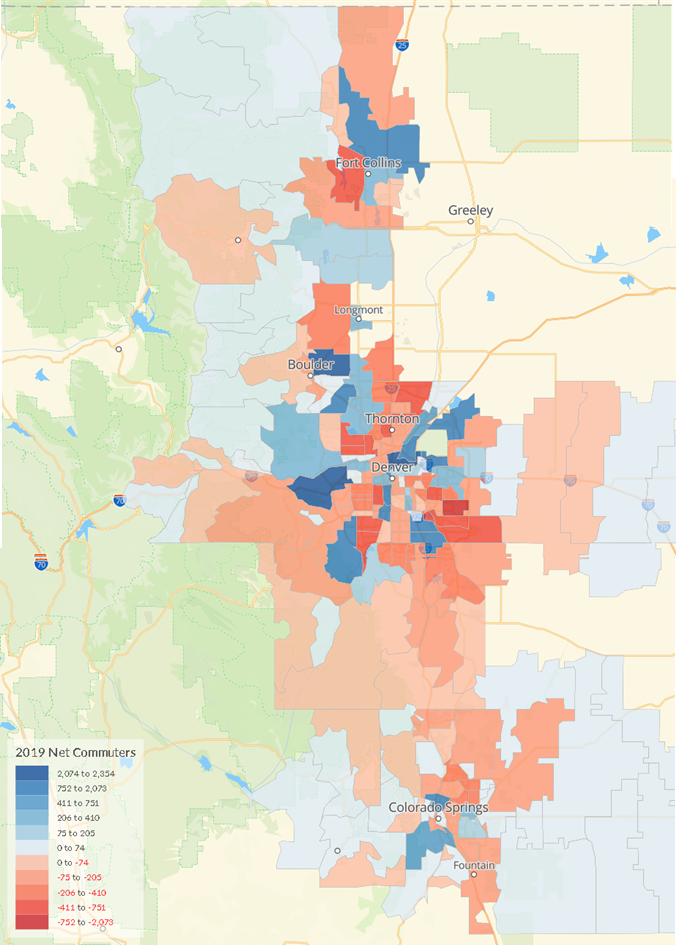 25
Fort Collins
Greeley
Longmont
Boulder
25
Thornton
Denver
70
70
2019 Net Commuters
2,074 to 2,354
752 to 2,073
411 to 751
206 to 410
75 to 205
0 to 74
0 to -74
-75 to -205
-206 to -410
-411 to -751
-752 to -2,073
Colorado Springs
Fountain